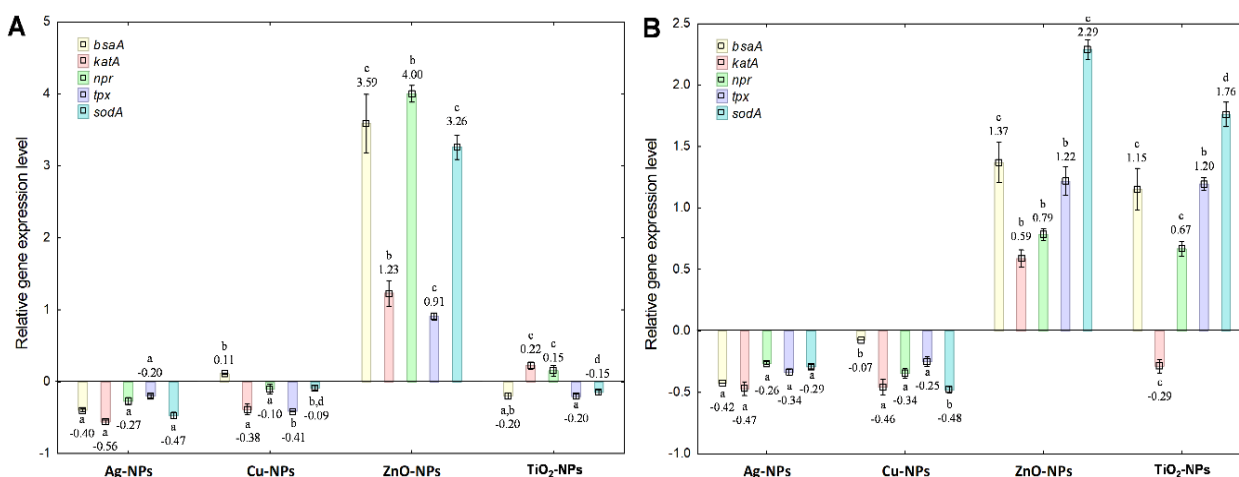 A
Relative gene expression level
5
4
3
2
1
0
-1
bsaA
katA
npr
tpx
sodA
a
-0.40
a
-0.56
a
-0.27
a
-0.20
a
-0.47
b
0.11
a
-0.38
a
-0.10
b
-0.41
b,d
-0.09
c
3.59
b
1.23
b
4.00
c
0.91
c
3.26
a,b
-0.20
c
0.22
c
0.15
a
-0.20
d
-0.15
Ag-NPs
Cu-NPs
ZnO-NPs
TiO₂-NPs
B
Relative gene expression level
2.5
2.0
1.5
1.0
0.5
0.0
-0.5
-1.0
bsaA
katA
npr
tpx
sodA
a
-0.42
a
-0.47
a
-0.26
a
-0.34
a
-0.29
b
-0.07
a
-0.46
a
-0.34
a
-0.25
b
-0.48
c
1.37
b
0.59
b
0.79
b
1.22
c
2.29
c
1.15
c
-0.29
c
0.67
b
1.20
d
1.76
Ag-NPs
Cu-NPs
ZnO-NPs
TiO₂-NPs